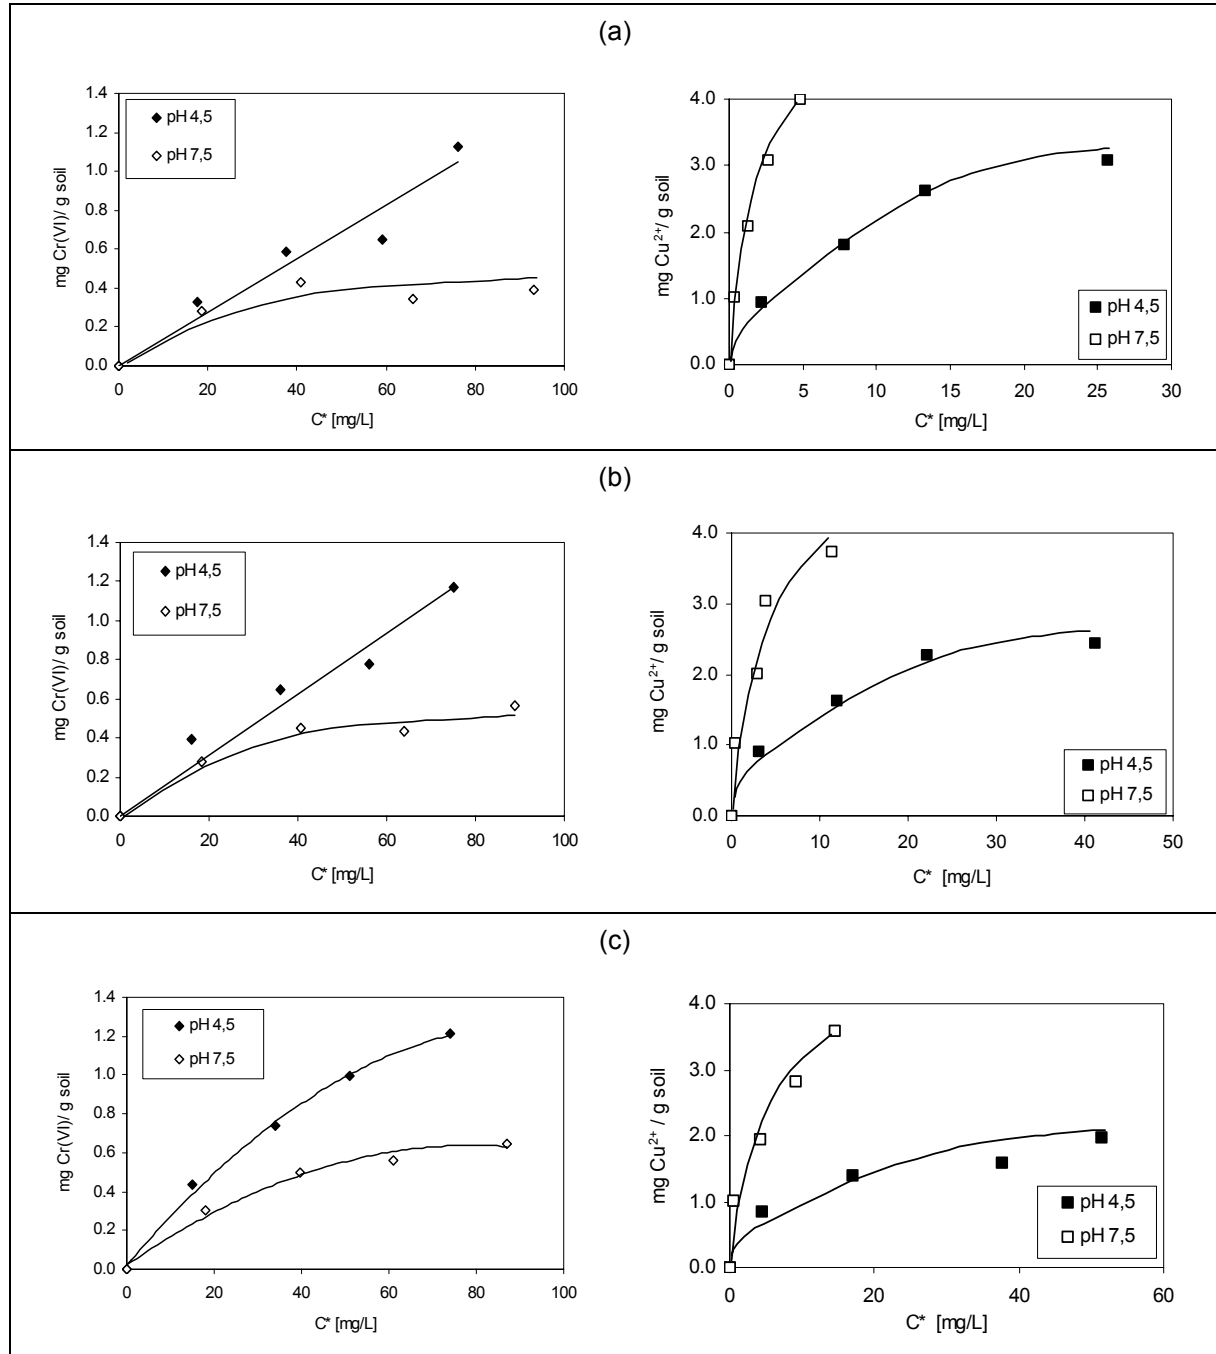 (a)
mg Cr(VI)/ g soil
1.4
1.2
1.0
0.8
0.6
0.4
0.2
0.0
pH 4,5
pH 7,5
0 20 40 60 80 100
C* [mg/L]
mg Cu²⁺/ g soil
4.0
3.0
2.0
1.0
0.0
pH 4,5
pH 7,5
0 5 10 15 20 25 30
C* [mg/L]
(b)
mg Cr(VI)/ g soil
1.4
1.2
1.0
0.8
0.6
0.4
0.2
0.0
pH 4,5
pH 7,5
0 20 40 60 80 100
C* [mg/L]
mg Cu²⁺/ g soil
4.0
3.0
2.0
1.0
0.0
pH 4,5
pH 7,5
0 10 20 30 40 50
C* [mg/L]
(c)
mg Cr(VI)/ g soil
1.4
1.2
1.0
0.8
0.6
0.4
0.2
0.0
pH 4,5
pH 7,5
0 20 40 60 80 100
C* [mg/L]
mg Cu²⁺ / g soil
4.0
3.0
2.0
1.0
0.0
pH 4,5
pH 7,5
0 20 40 60
C* [mg/L]